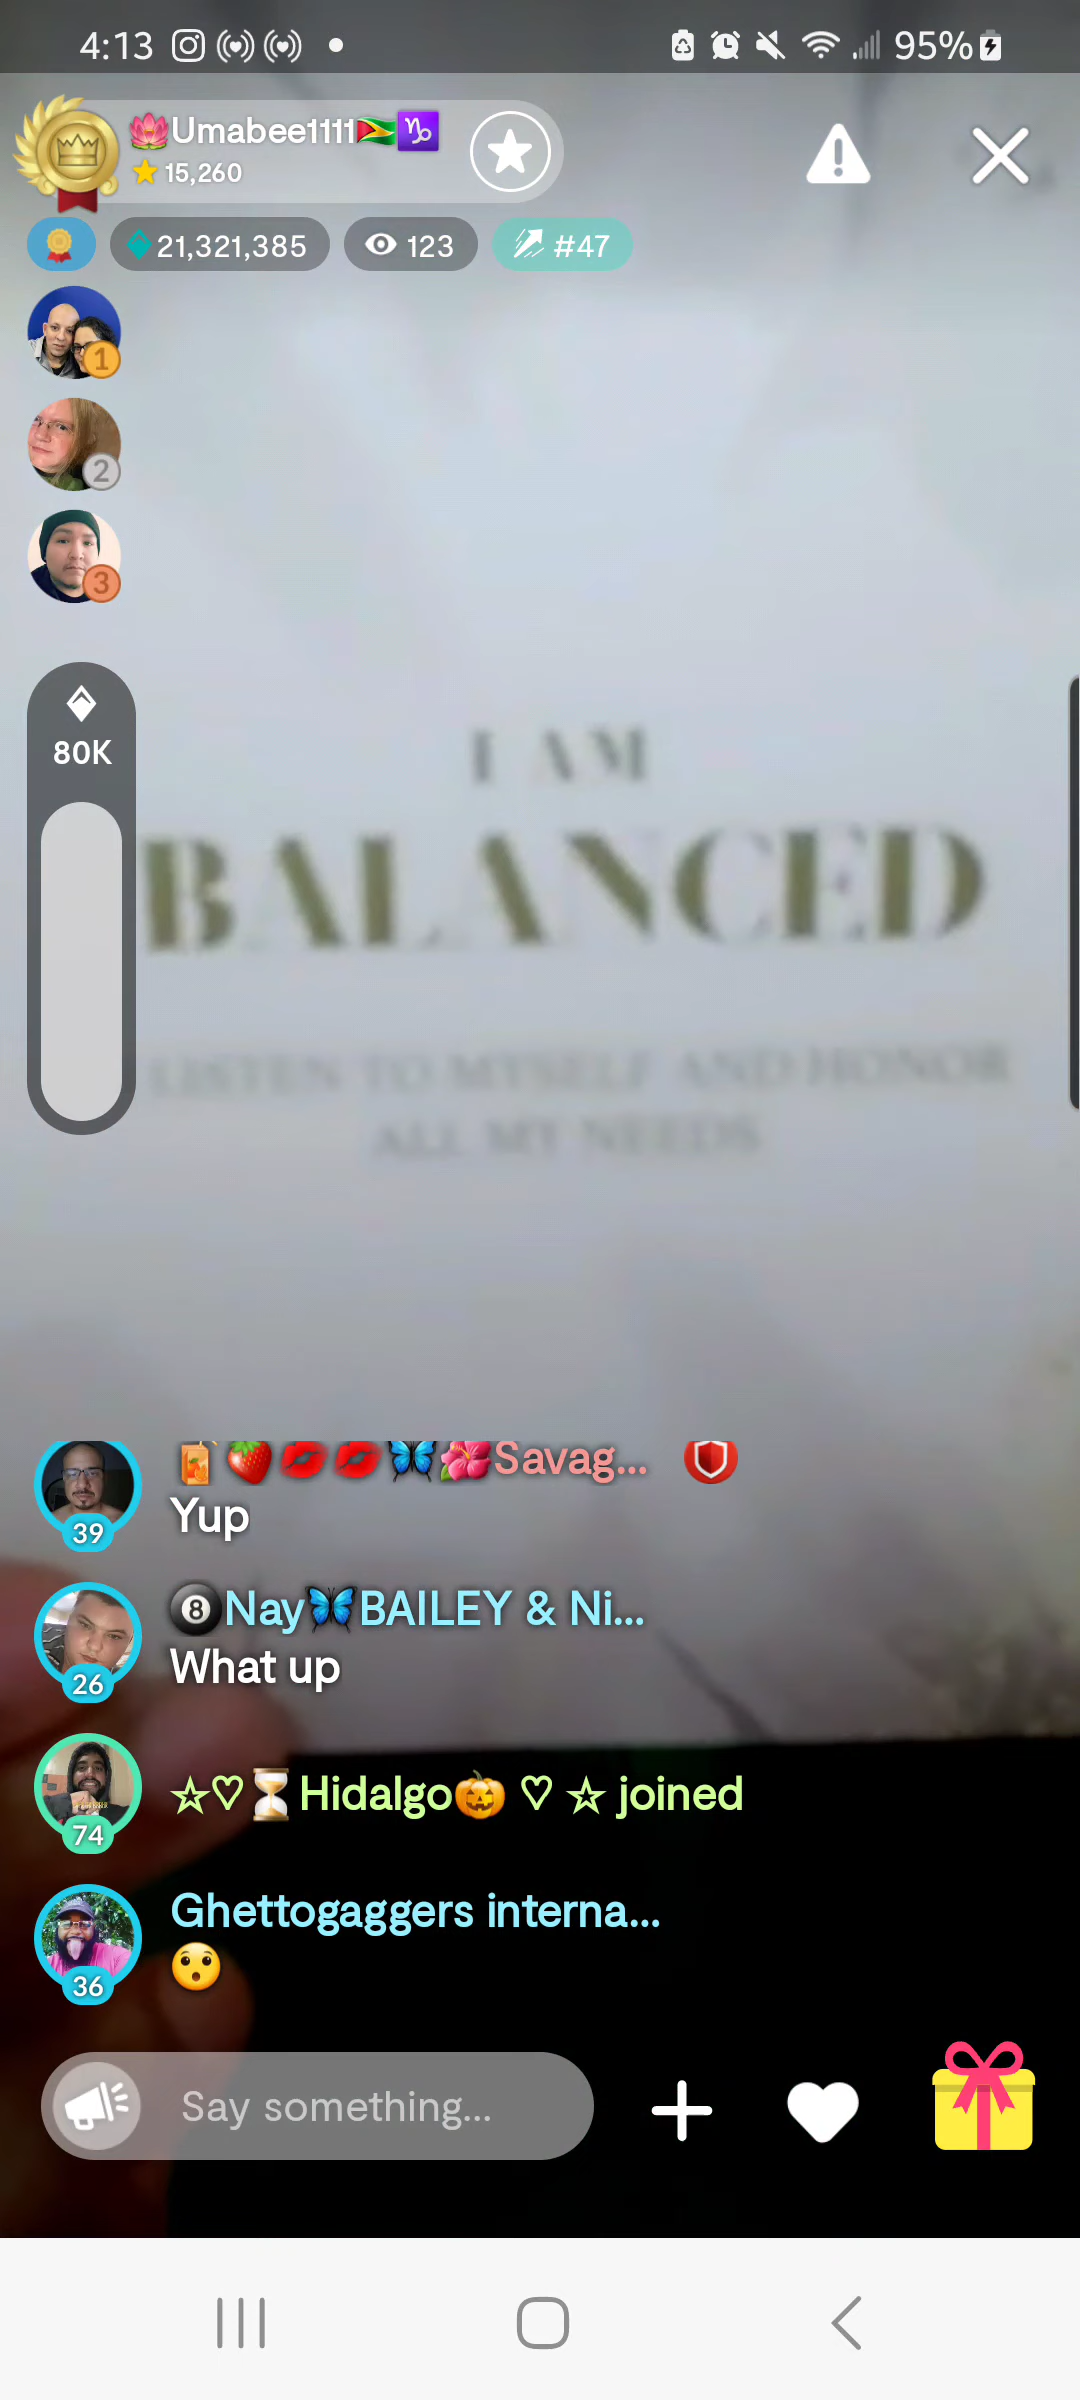 4:13
95%
🪷Umabee1111🇬🇾♑
15,260
21,321,385
123
#47
1
2
3
80K
I AM
BALANCED
LISTEN TO MYSELF AND HONOR
ALL MY NEEDS
🧃🍓💋💋🦋🌺Savag...
39
Yup
🎱Nay🦋BAILEY & Ni...
26
What up
☆♡⏳Hidalgo🎃 ♡ ☆ joined
74
Ghettogaggers interna...
36
😯
Say something...